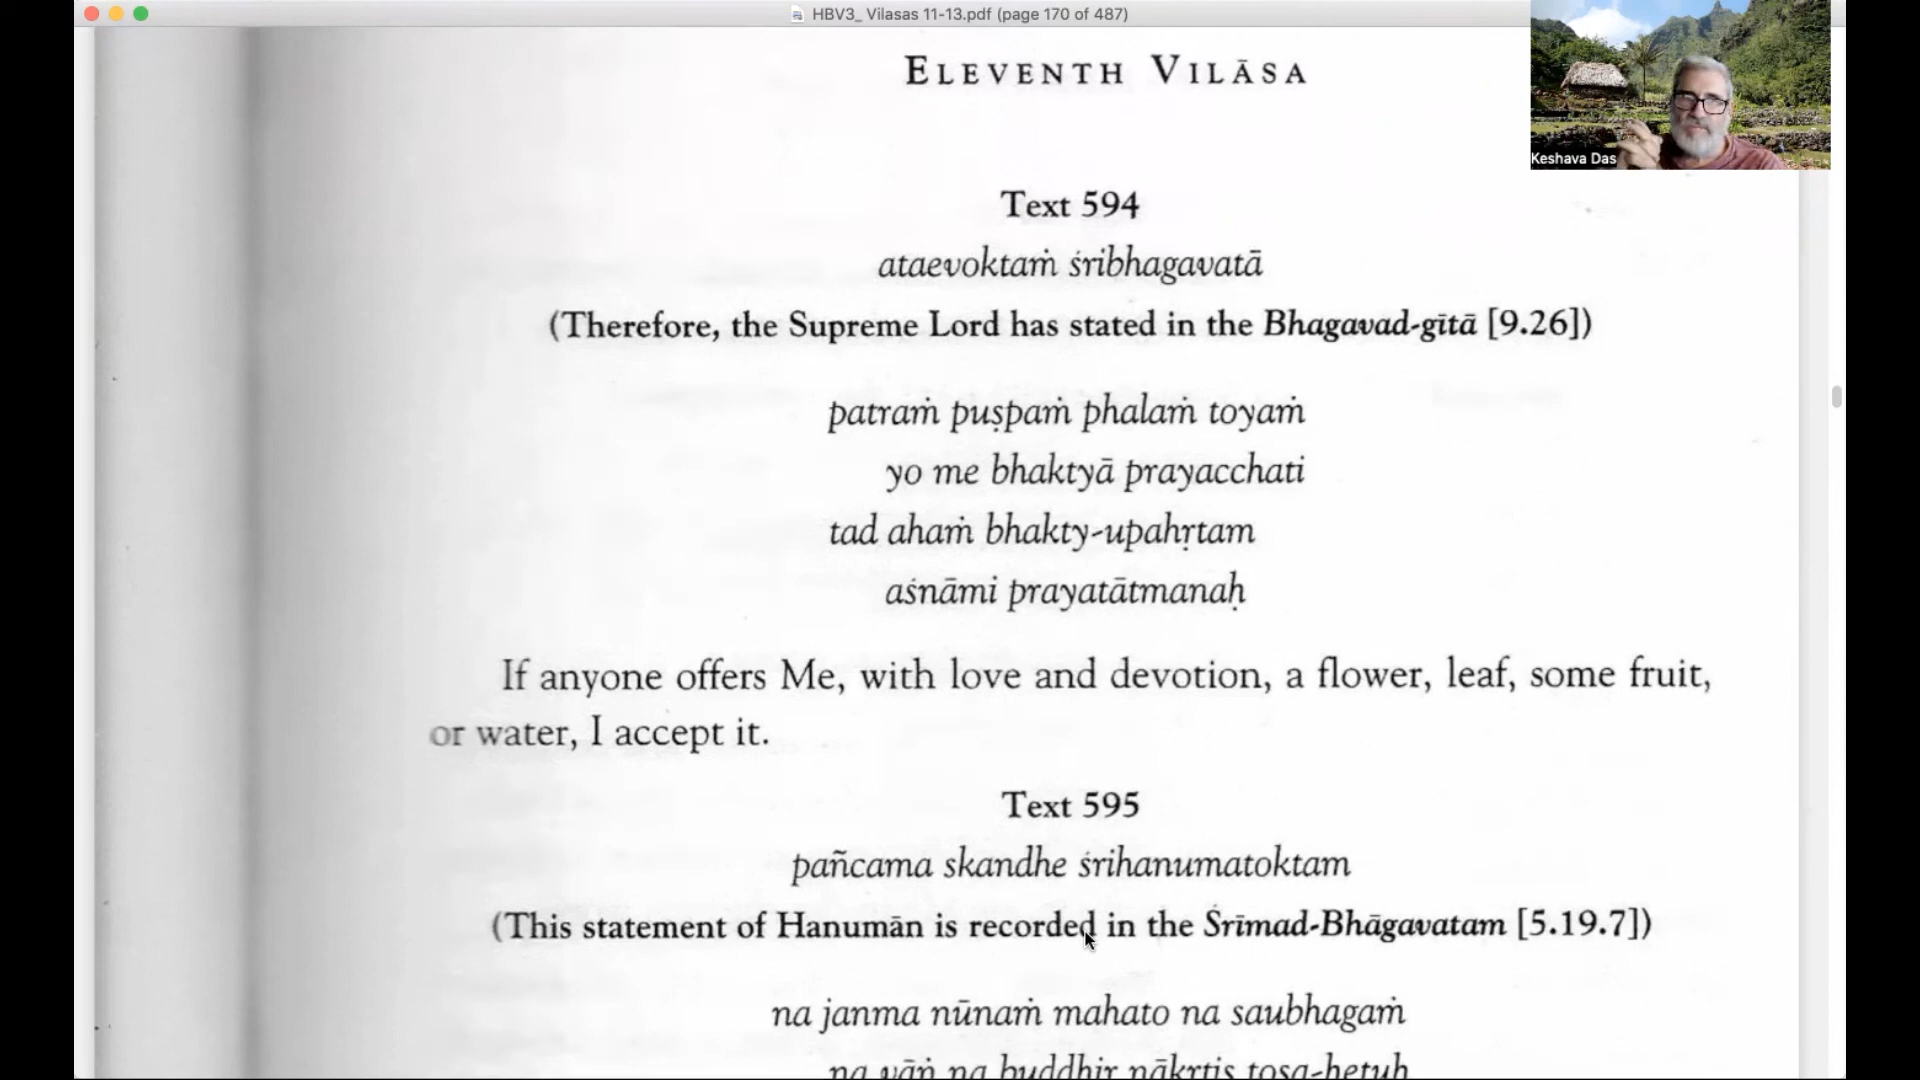 HBV3_ Vilasas 11-13.pdf (page 170 of 487)
ELEVENTH VILĀSA
Keshava Das
Text 594
ataevoktaṁ śribhagavatā
(Therefore, the Supreme Lord has stated in the Bhagavad-gītā [9.26])
patraṁ puṣpaṁ phalaṁ toyaṁ
yo me bhaktyā prayacchati
tad ahaṁ bhakty-upahṛtam
aśnāmi prayatātmanaḥ
If anyone offers Me, with love and devotion, a flower, leaf, some fruit,
or water, I accept it.
Text 595
pañcama skandhe śrihanumatoktam
(This statement of Hanumān is recorded in the Śrīmad-Bhāgavatam [5.19.7])
na janma nūnaṁ mahato na saubhagaṁ
na vāṅ na buddhir nākṛtis toṣa-hetuḥ